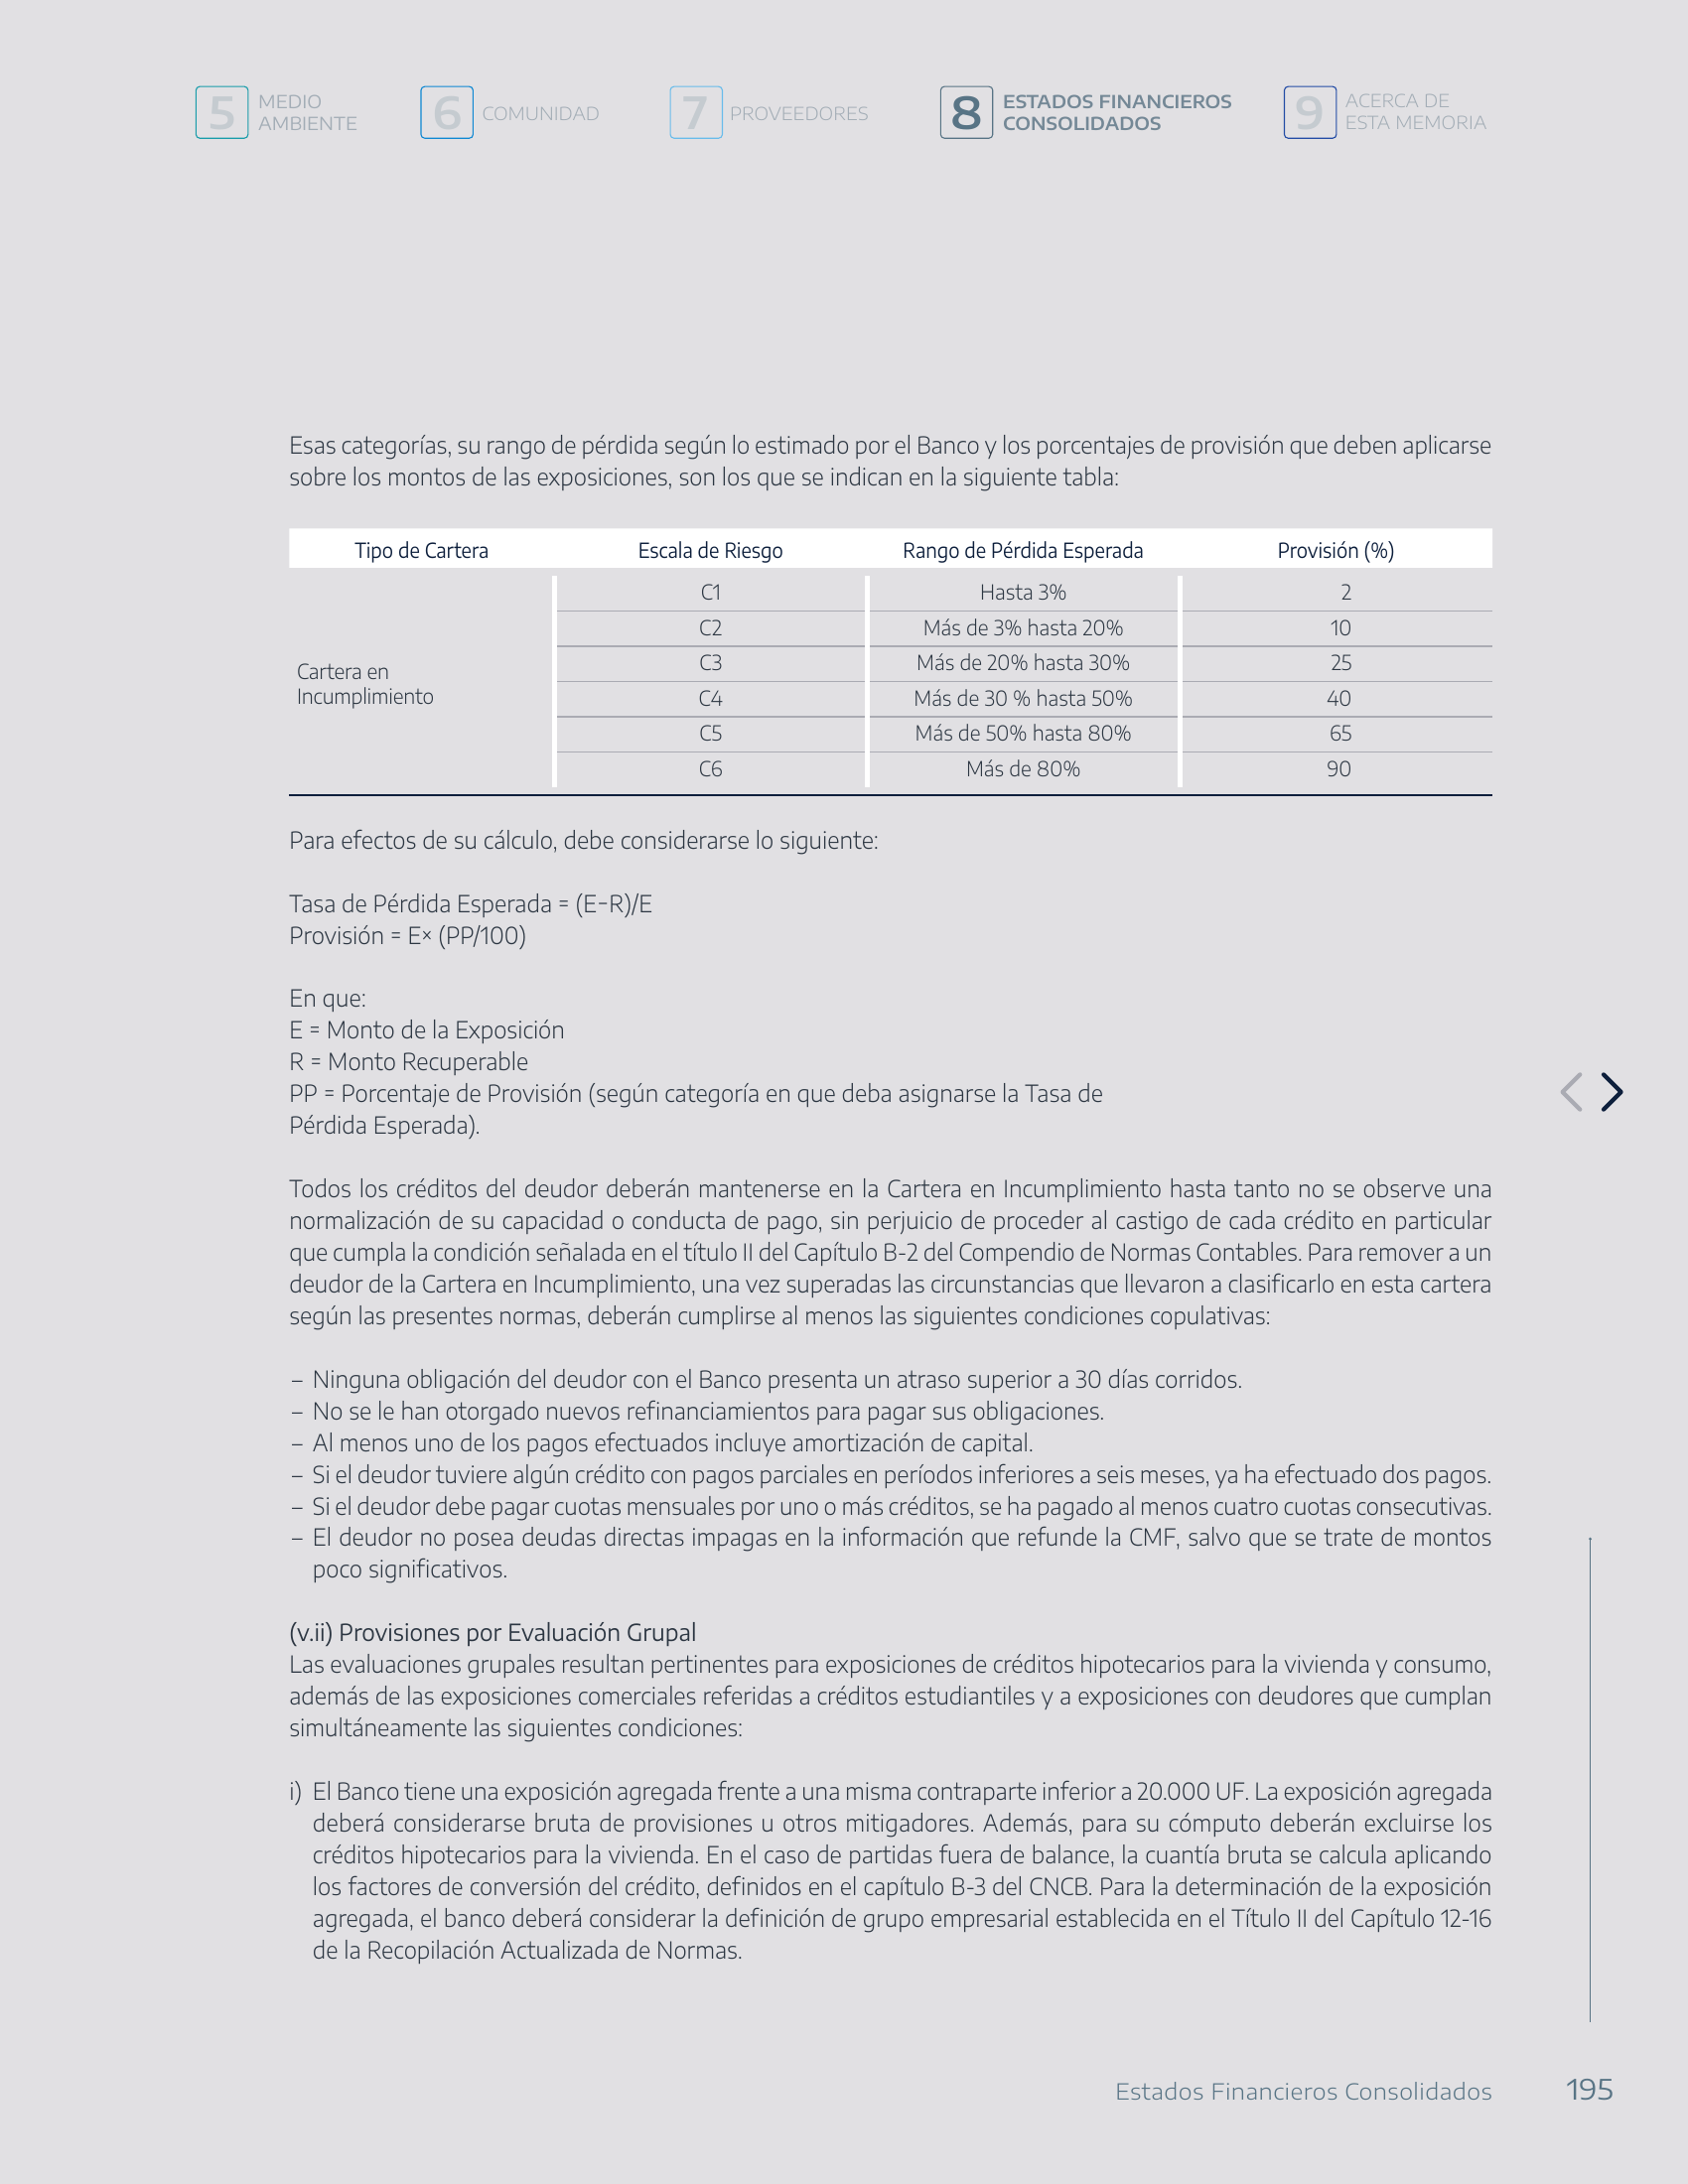 5 MEDIO AMBIENTE
6 COMUNIDAD
7 PROVEEDORES
8 ESTADOS FINANCIEROS CONSOLIDADOS
9 ACERCA DE ESTA MEMORIA
Esas categorías, su rango de pérdida según lo estimado por el Banco y los porcentajes de provisión que deben aplicarse
sobre los montos de las exposiciones, son los que se indican en la siguiente tabla:
Tipo de Cartera Escala de Riesgo Rango de Pérdida Esperada Provisión (%)
Cartera en
Incumplimiento
C1 Hasta 3% 2
C2 Más de 3% hasta 20% 10
C3 Más de 20% hasta 30% 25
C4 Más de 30 % hasta 50% 40
C5 Más de 50% hasta 80% 65
C6 Más de 80% 90
Para efectos de su cálculo, debe considerarse lo siguiente:
Tasa de Pérdida Esperada = (E−R)/E
Provisión = E× (PP/100)
En que:
E = Monto de la Exposición
R = Monto Recuperable
PP = Porcentaje de Provisión (según categoría en que deba asignarse la Tasa de
Pérdida Esperada).
Todos los créditos del deudor deberán mantenerse en la Cartera en Incumplimiento hasta tanto no se observe una
normalización de su capacidad o conducta de pago, sin perjuicio de proceder al castigo de cada crédito en particular
que cumpla la condición señalada en el título II del Capítulo B-2 del Compendio de Normas Contables. Para remover a un
deudor de la Cartera en Incumplimiento, una vez superadas las circunstancias que llevaron a clasificarlo en esta cartera
según las presentes normas, deberán cumplirse al menos las siguientes condiciones copulativas:
– Ninguna obligación del deudor con el Banco presenta un atraso superior a 30 días corridos.
– No se le han otorgado nuevos refinanciamientos para pagar sus obligaciones.
– Al menos uno de los pagos efectuados incluye amortización de capital.
– Si el deudor tuviere algún crédito con pagos parciales en períodos inferiores a seis meses, ya ha efectuado dos pagos.
– Si el deudor debe pagar cuotas mensuales por uno o más créditos, se ha pagado al menos cuatro cuotas consecutivas.
– El deudor no posea deudas directas impagas en la información que refunde la CMF, salvo que se trate de montos
poco significativos.
(v.ii) Provisiones por Evaluación Grupal
Las evaluaciones grupales resultan pertinentes para exposiciones de créditos hipotecarios para la vivienda y consumo,
además de las exposiciones comerciales referidas a créditos estudiantiles y a exposiciones con deudores que cumplan
simultáneamente las siguientes condiciones:
i) El Banco tiene una exposición agregada frente a una misma contraparte inferior a 20.000 UF. La exposición agregada
deberá considerarse bruta de provisiones u otros mitigadores. Además, para su cómputo deberán excluirse los
créditos hipotecarios para la vivienda. En el caso de partidas fuera de balance, la cuantía bruta se calcula aplicando
los factores de conversión del crédito, definidos en el capítulo B-3 del CNCB. Para la determinación de la exposición
agregada, el banco deberá considerar la definición de grupo empresarial establecida en el Título II del Capítulo 12-16
de la Recopilación Actualizada de Normas.
Estados Financieros Consolidados 195